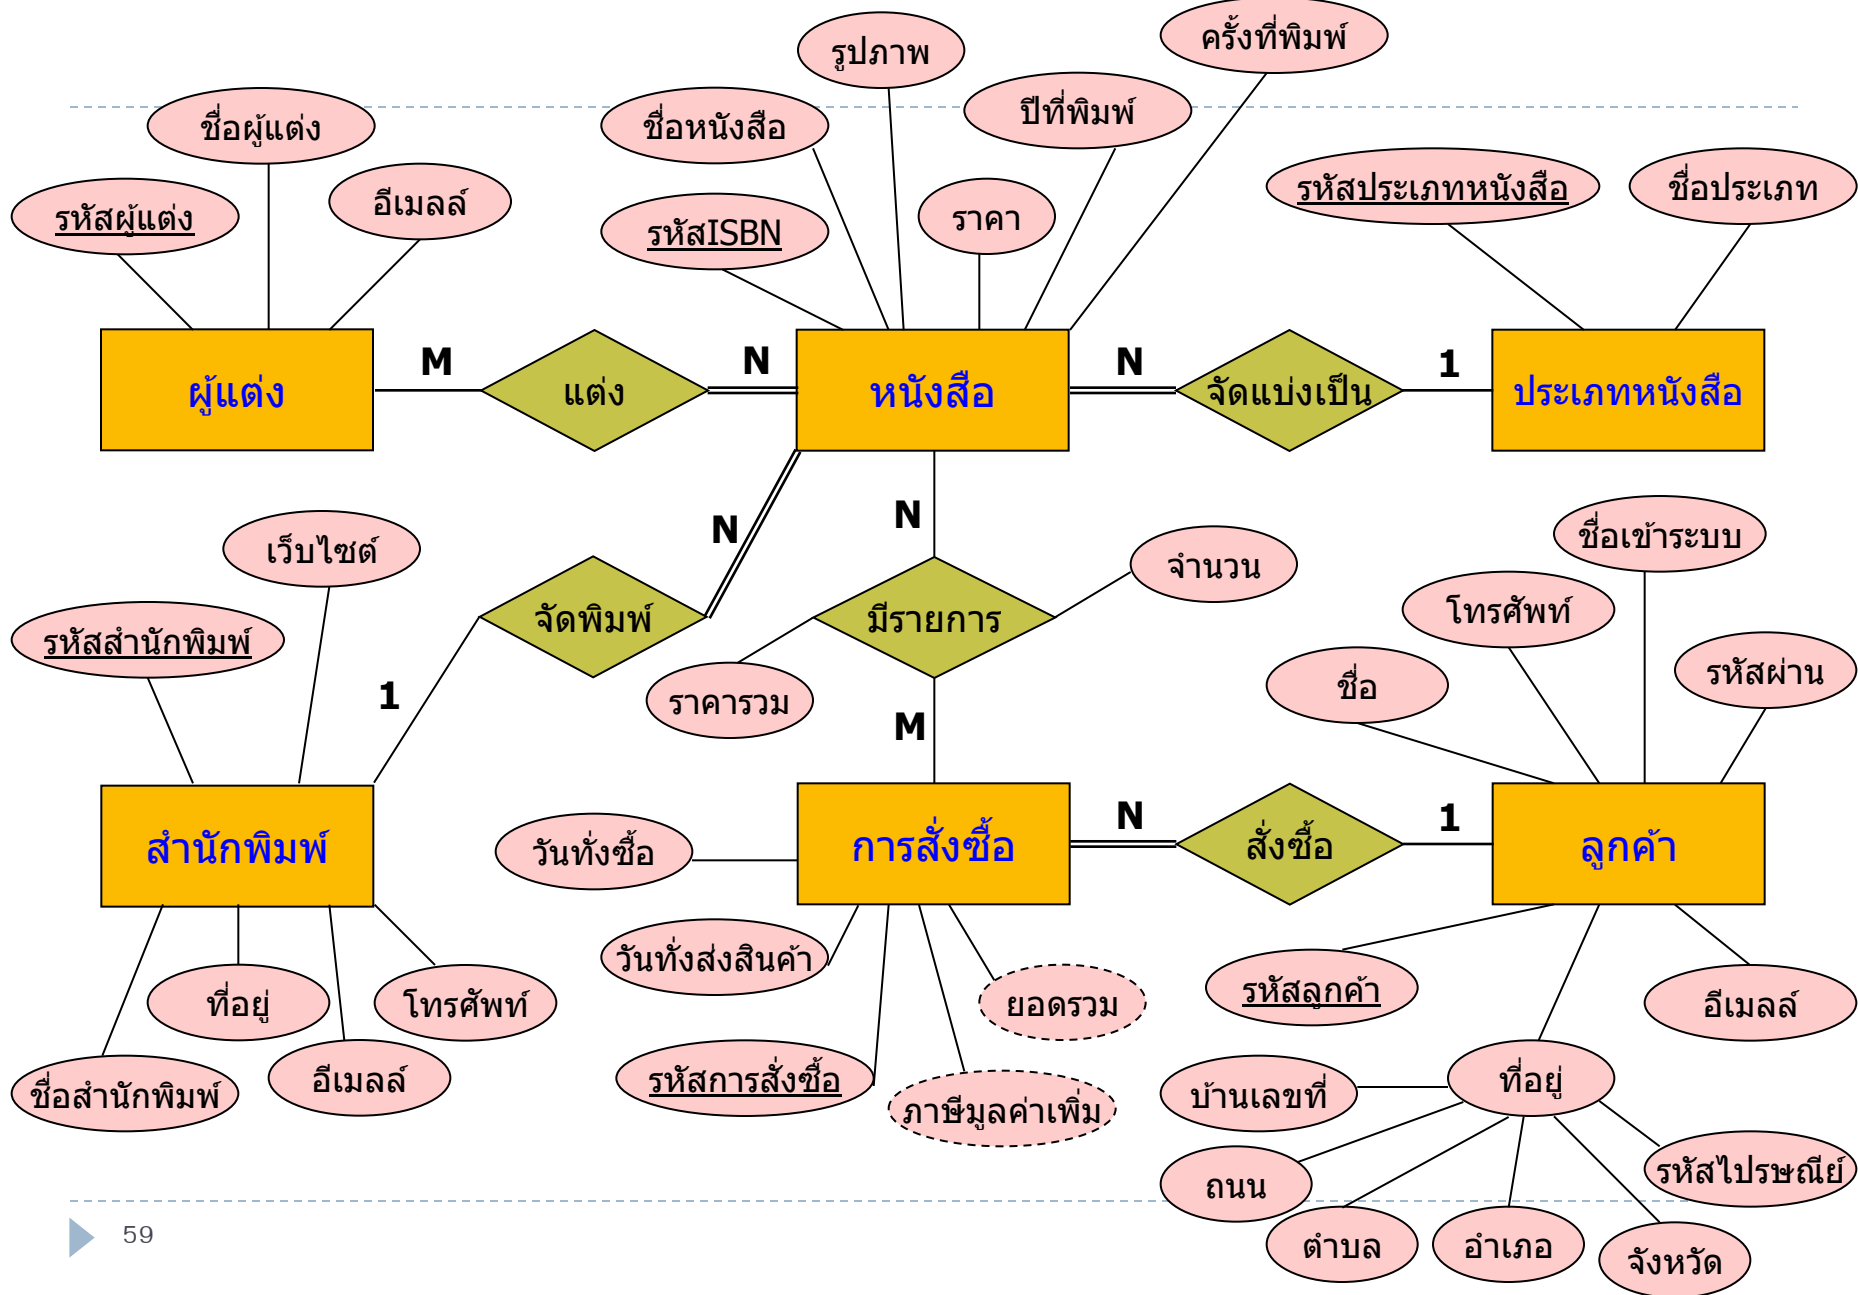 ครั้งที่พิมพ์
รูปภาพ
ปีที่พิมพ์
ชื่อผู้แต่ง
ชื่อหนังสือ
รหัสประเภทหนังสือ
ชื่อประเภท
อีเมลล์
รหัสผู้แต่ง
รหัสISBN
ราคา
M
N
N
1
ผู้แต่ง
แต่ง
หนังสือ
จัดแบ่งเป็น
ประเภทหนังสือ
N
N
ชื่อเข้าระบบ
เว็บไซต์
จำนวน
โทรศัพท์
รหัสสำนักพิมพ์
จัดพิมพ์
มีรายการ
รหัสผ่าน
ชื่อ
1
ราคารวม
M
N
1
สำนักพิมพ์
วันทั่งซื้อ
การสั่งซื้อ
สั่งซื้อ
ลูกค้า
วันทั่งส่งสินค้า
ที่อยู่
โทรศัพท์
ยอดรวม
รหัสลูกค้า
อีเมลล์
ชื่อสำนักพิมพ์
อีเมลล์
รหัสการสั่งซื้อ
ภาษีมูลค่าเพิ่ม
บ้านเลขที่
ที่อยู่
ถนน
รหัสไปรษณีย์
ตำบล
อำเภอ
จังหวัด
59